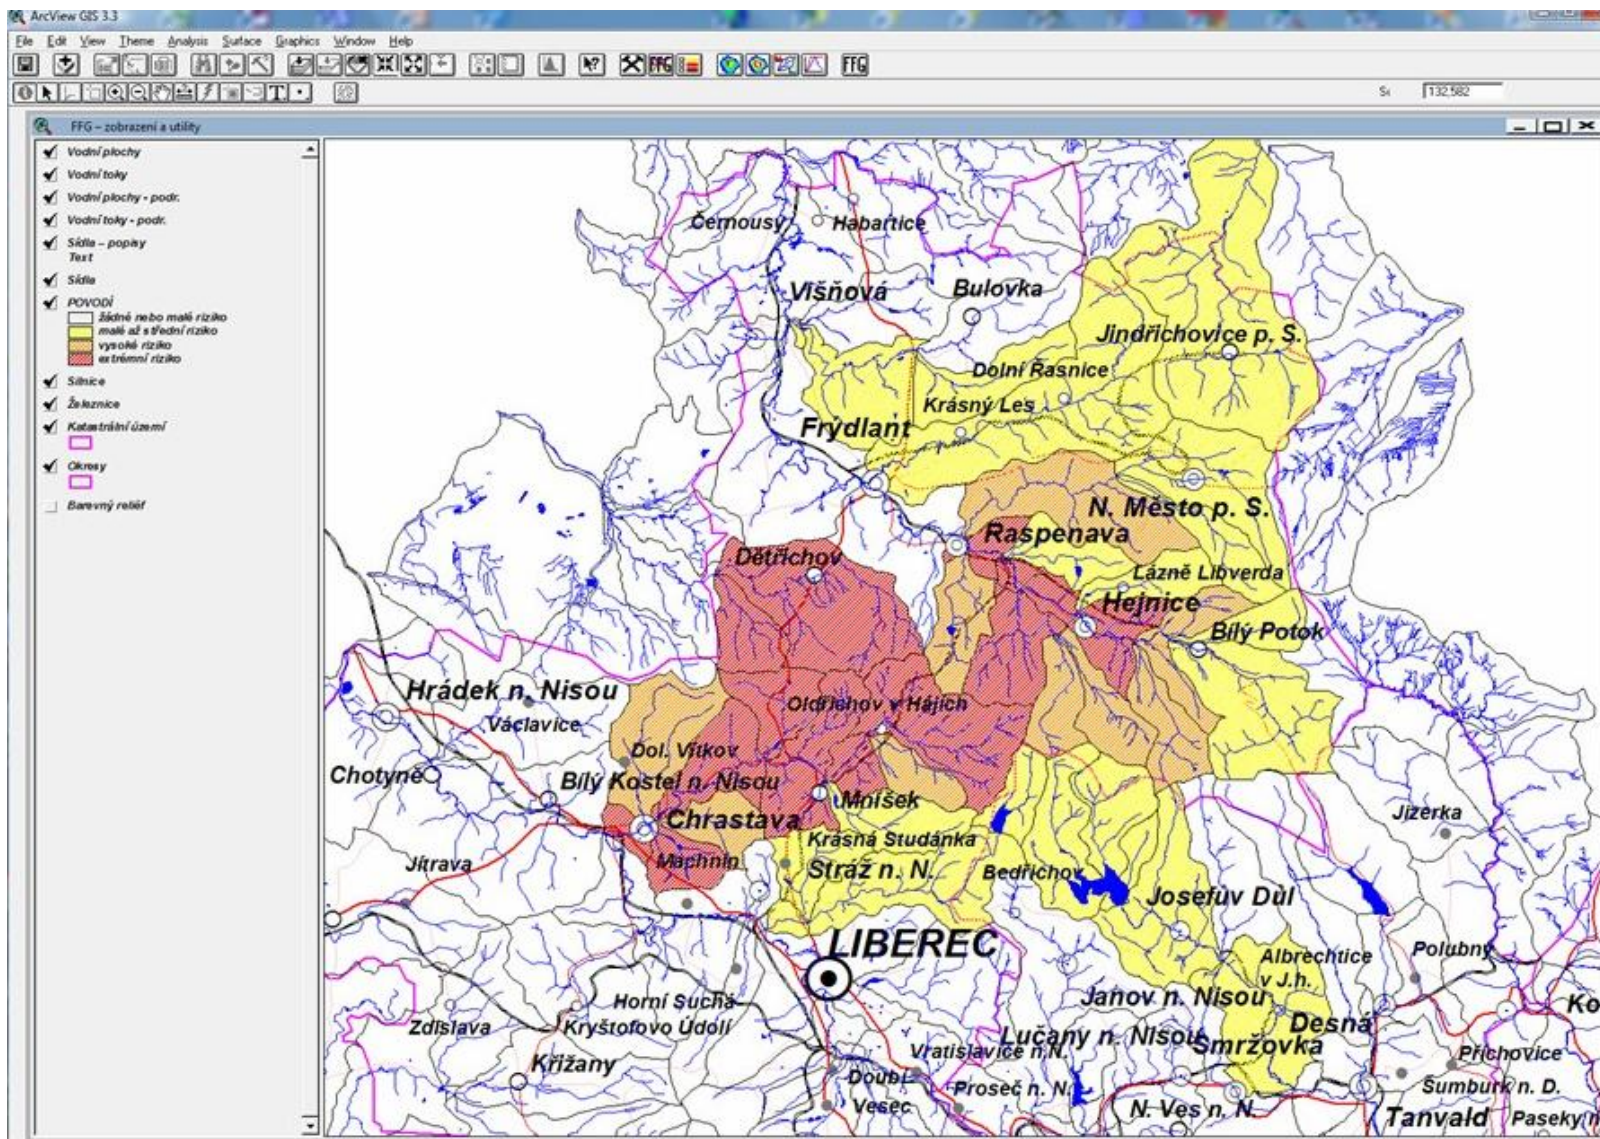 ArcView GIS 3.3
File Edit View Theme Analysis Surface Graphics Window Help
FFG
FFG
132,582
FFG – zobrazení a utility
Vodní plochy
Vodní toky
Vodní plochy - podr.
Vodní toky - podr.
Sídla – popisy
Text
Sídla
POVODÍ
žádné nebo malé riziko
malé až střední riziko
vysoké riziko
extrémní riziko
Silnice
Železnice
Katastrální území
Okresy
Barevný reliéf
Černousy
Habartice
Višňová
Bulovka
Jindřichovice p. S.
Dolní Řasnice
Krásný Les
Frýdlant
N. Město p. S.
Raspenava
Dětřichov
Lázně Libverda
Hejnice
Bílý Potok
Hrádek n. Nisou
Václavice
Oldřichov v Hájích
Dol. Vítkov
Chotyně
Bílý Kostel n. Nisou
Mníšek
Chrastava
Jizerka
Krásná Studánka
Machnín
Jítrava
Stráž n. N.
Bedřichov
Josefův Důl
LIBEREC
Albrechtice
v J.h.
Polubný
Janov n. Nisou
Horní Suchá
Zdislava
Kryštofovo Údolí
Desná
Ko
Lučany n. Nisou
Smržovka
Vratislavice n.N.
Příchovice
Křižany
Doubí
Proseč n. N.
Šumburk n. D.
Vesec
N. Ves n. N.
Tanvald
Paseky n